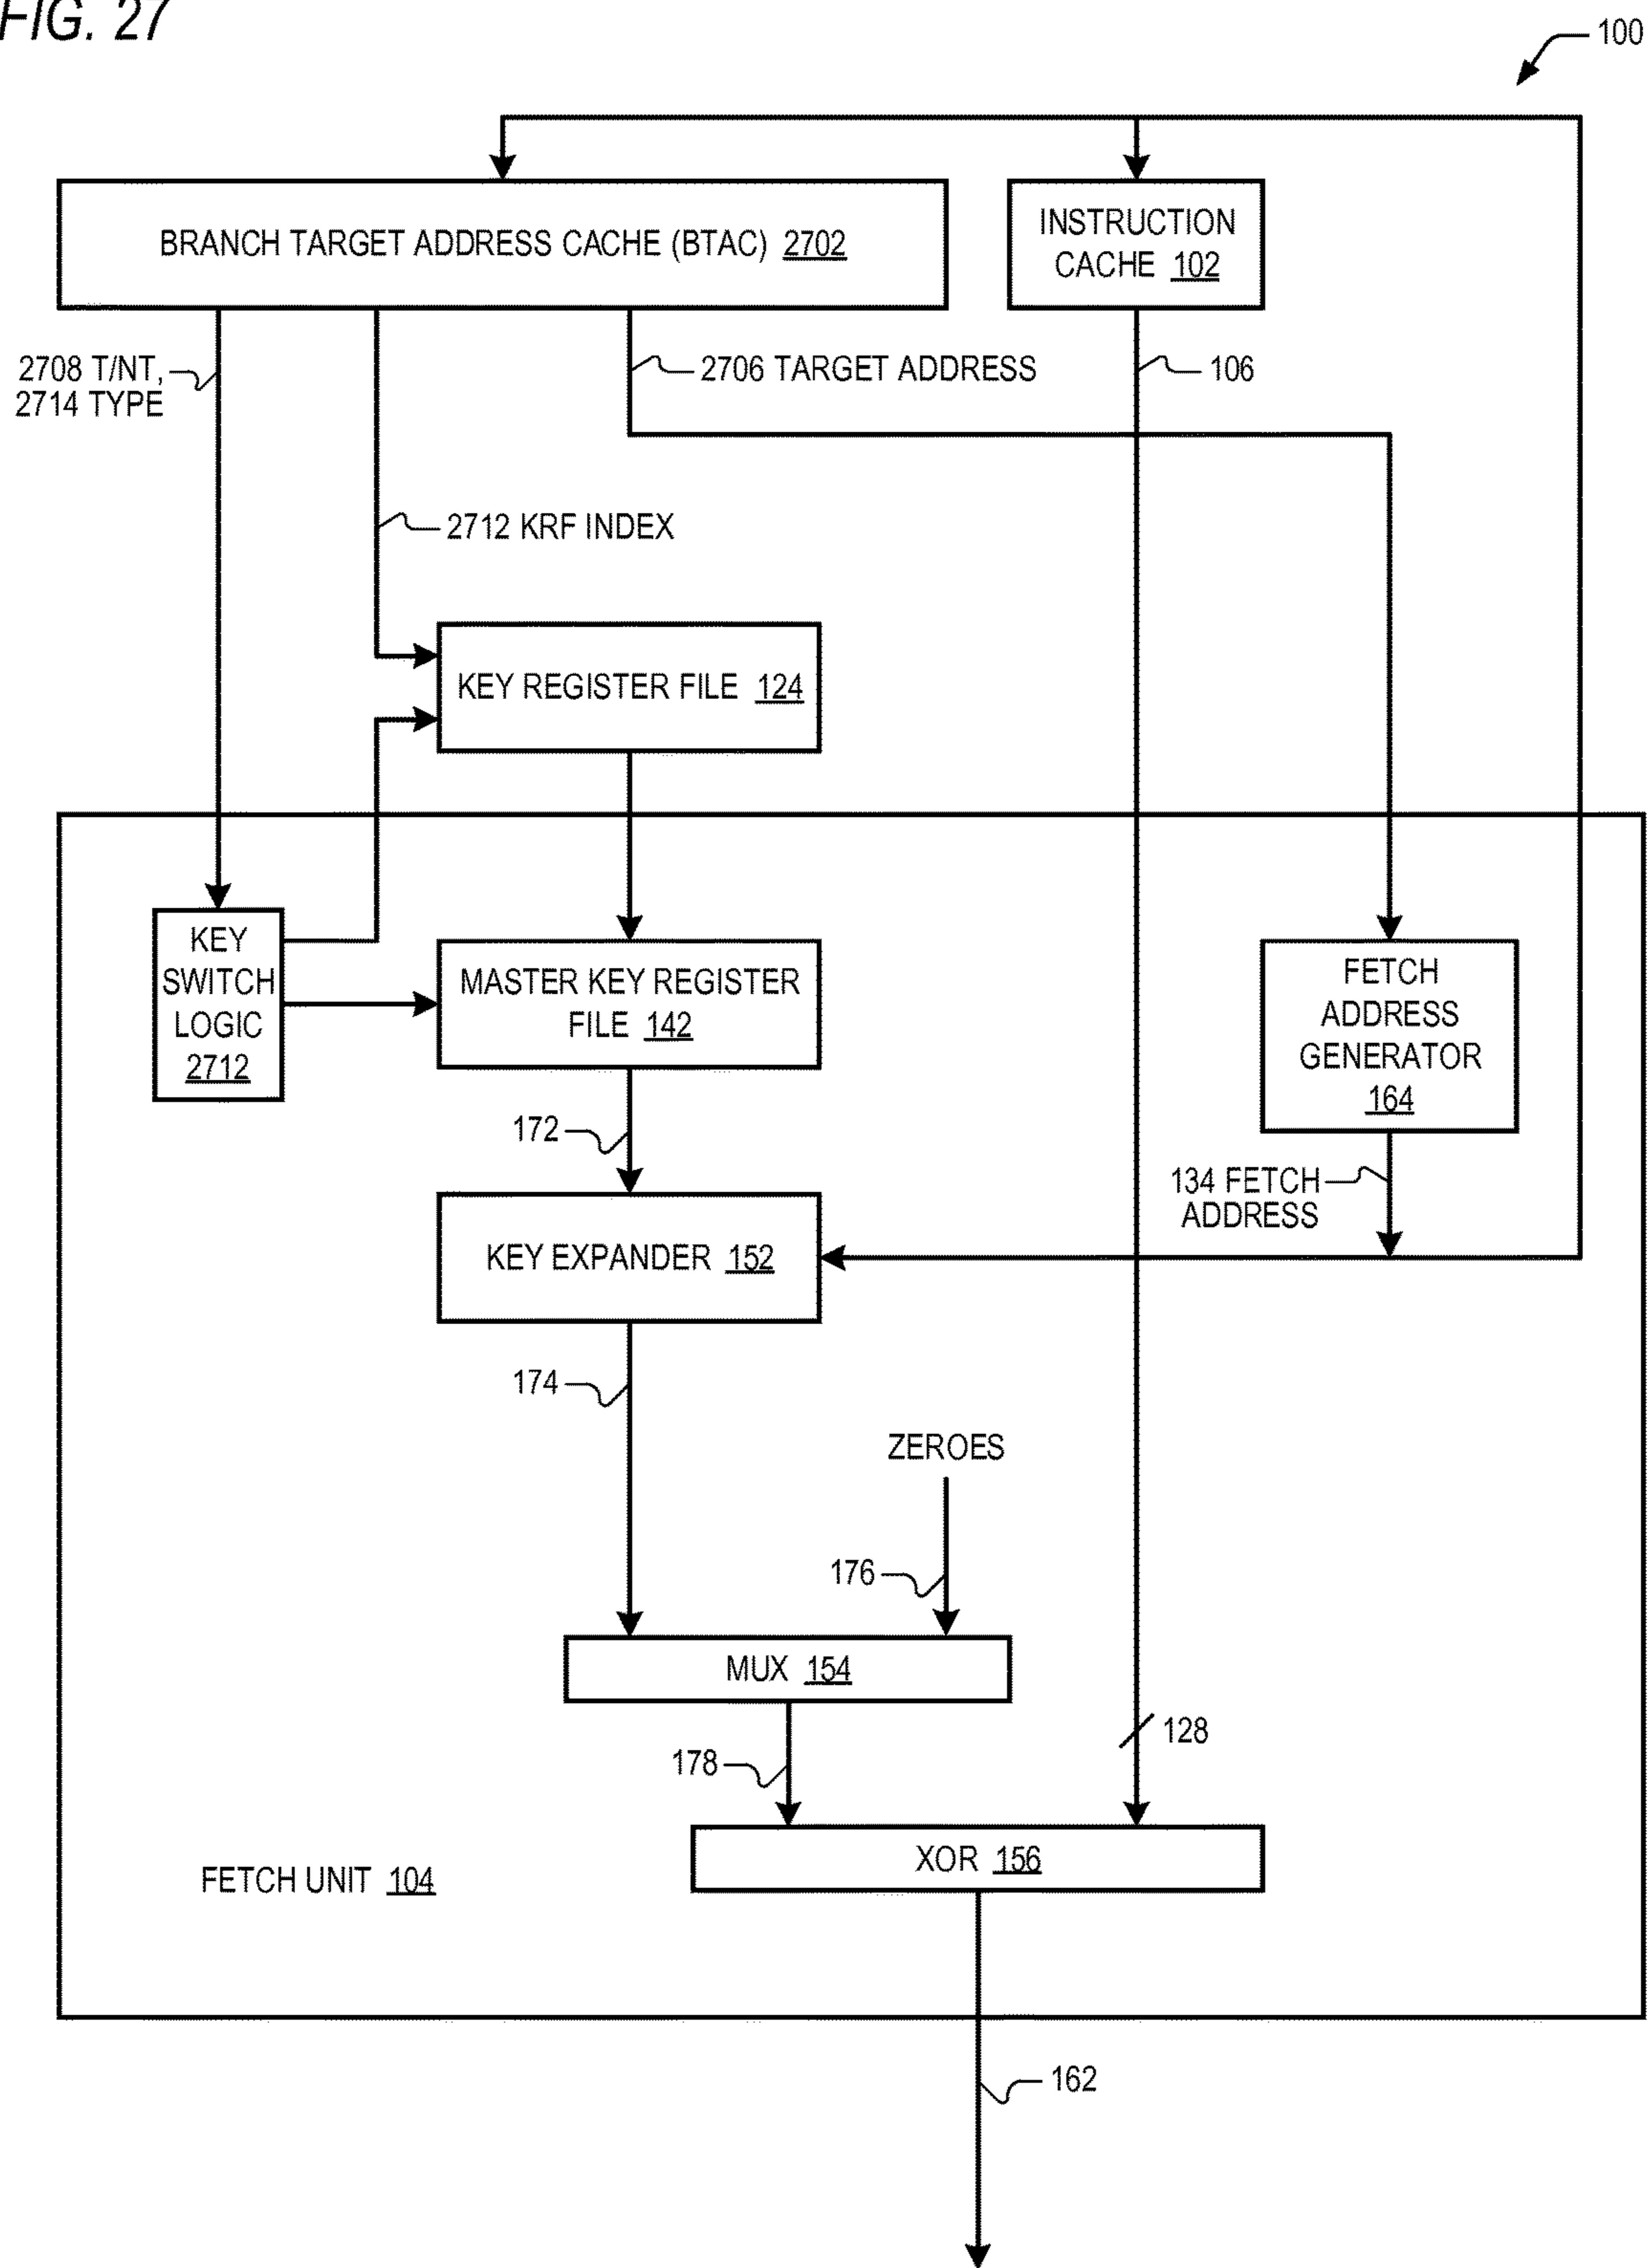 FIG. 27
100
BRANCH TARGET ADDRESS CACHE (BTAC) 2702
INSTRUCTION
CACHE 102
2708 T/NT,
2714 TYPE
2706 TARGET ADDRESS
106
2712 KRF INDEX
KEY REGISTER FILE 124
KEY
SWITCH
LOGIC
2712
MASTER KEY REGISTER
FILE 142
FETCH
ADDRESS
GENERATOR
164
172
134 FETCH
ADDRESS
KEY EXPANDER 152
174
ZEROES
176
MUX 154
128
178
XOR 156
FETCH UNIT 104
162